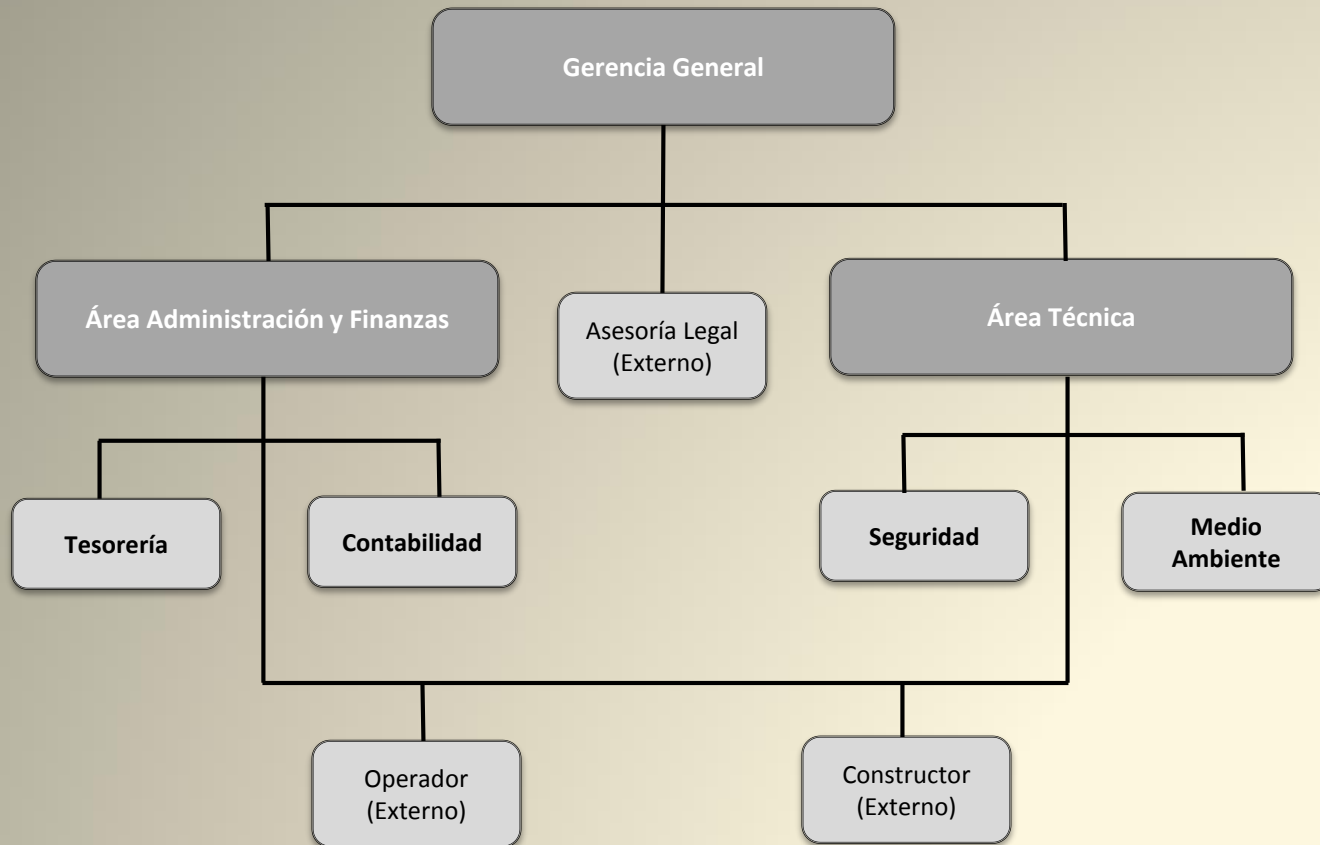 Gerencia General
Área Administración y Finanzas
Asesoría Legal
(Externo)
Área Técnica
Tesorería
Contabilidad
Seguridad
Medio
Ambiente
Operador
(Externo)
Constructor
(Externo)